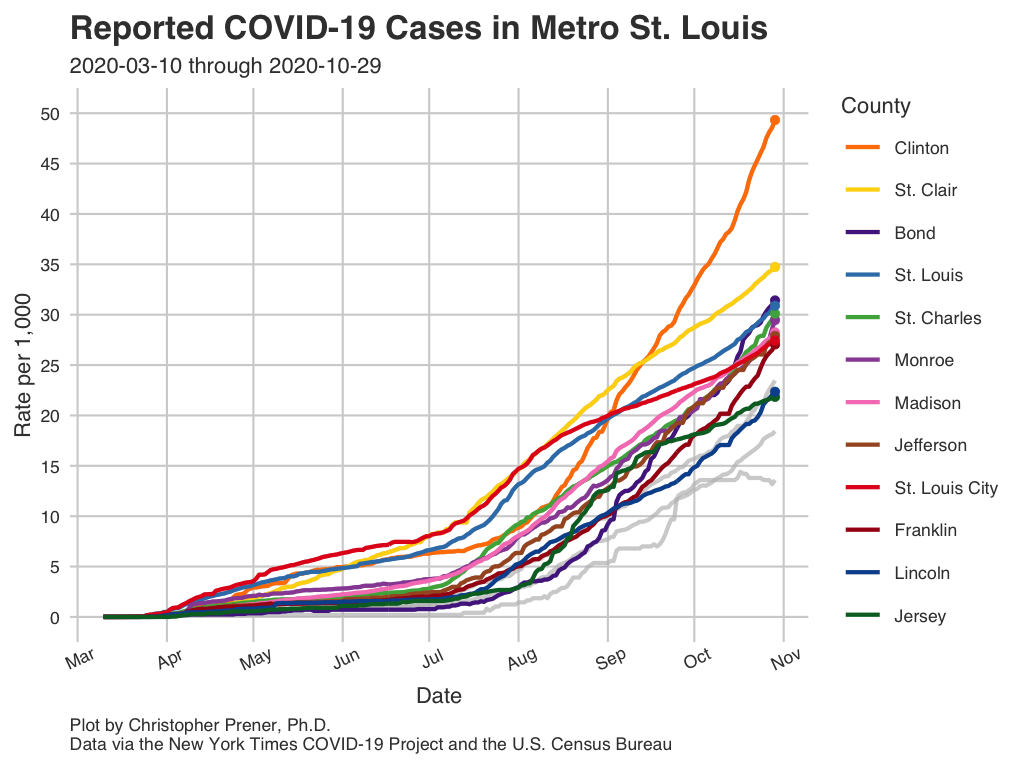 Reported COVID-19 Cases in Metro St. Louis
2020-03-10 through 2020-10-29
50
45
40
35
30
25
20
15
10
5
0
Rate per 1,000
Mar
Apr
May
Jun
Jul
Aug
Sep
Oct
Nov
Date
County
Clinton
St. Clair
Bond
St. Louis
St. Charles
Monroe
Madison
Jefferson
St. Louis City
Franklin
Lincoln
Jersey
Plot by Christopher Prener, Ph.D.
Data via the New York Times COVID-19 Project and the U.S. Census Bureau